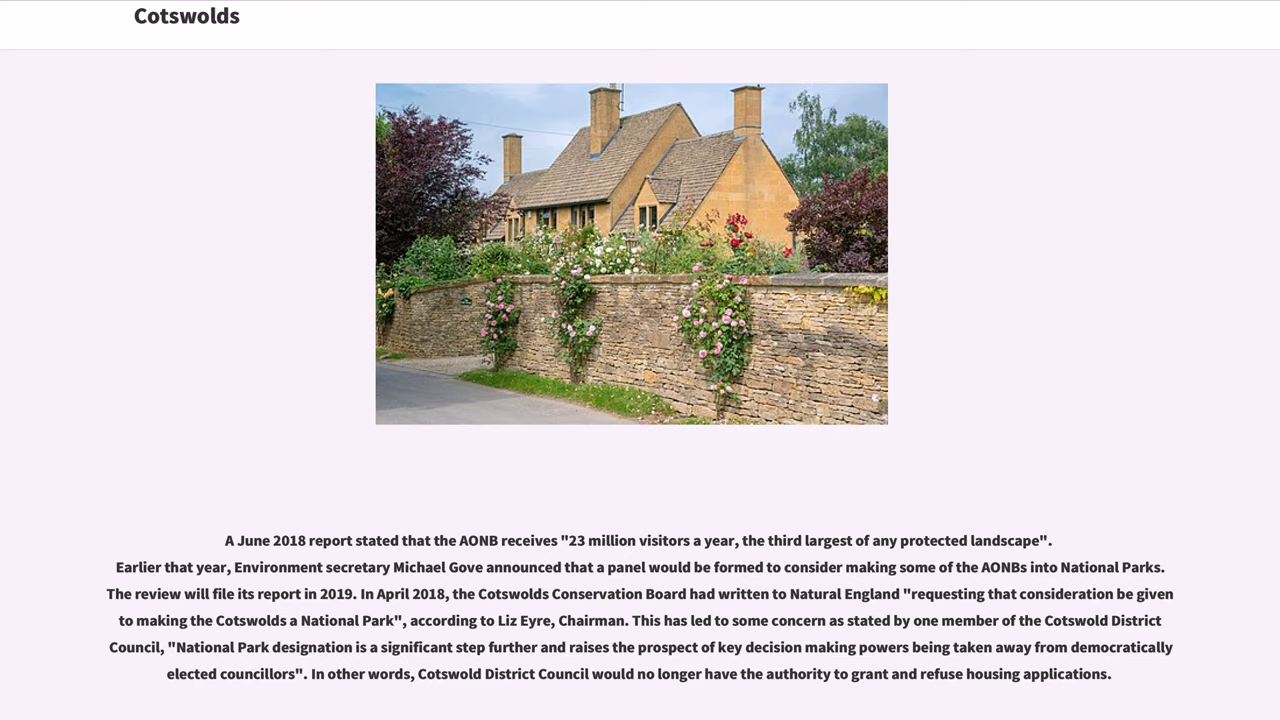 Cotswolds
A June 2018 report stated that the AONB receives "23 million visitors a year, the third largest of any protected landscape".
Earlier that year, Environment secretary Michael Gove announced that a panel would be formed to consider making some of the AONBs into National Parks.
The review will file its report in 2019. In April 2018, the Cotswolds Conservation Board had written to Natural England "requesting that consideration be given
to making the Cotswolds a National Park", according to Liz Eyre, Chairman. This has led to some concern as stated by one member of the Cotswold District
Council, "National Park designation is a significant step further and raises the prospect of key decision making powers being taken away from democratically
elected councillors". In other words, Cotswold District Council would no longer have the authority to grant and refuse housing applications.